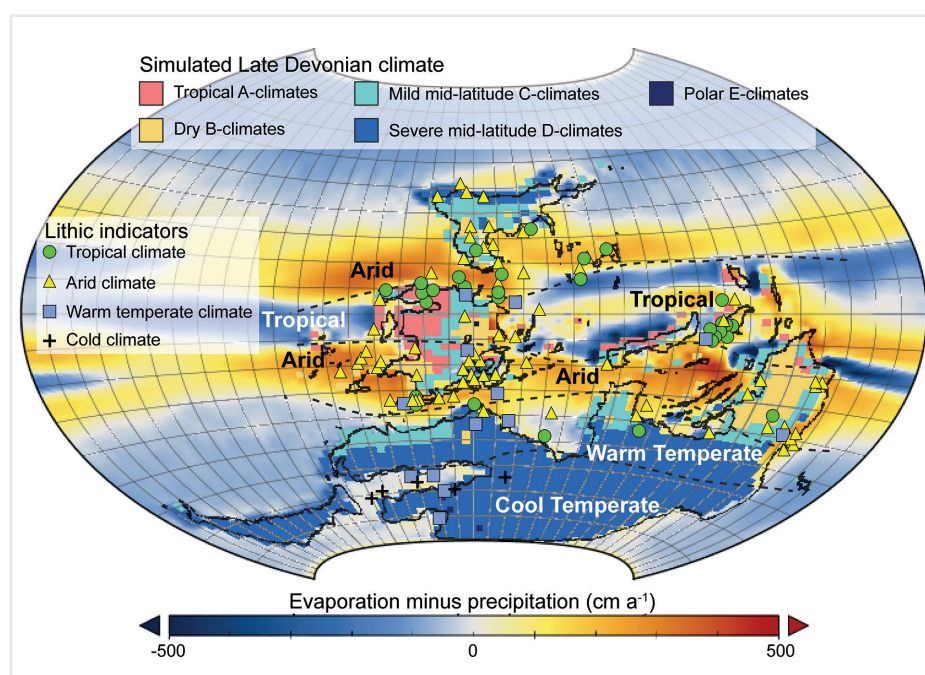 Simulated Late Devonian climate
Tropical A-climates
Mild mid-latitude C-climates
Polar E-climates
Dry B-climates
Severe mid-latitude D-climates
Lithic indicators
Tropical climate
Arid climate
Warm temperate climate
Cold climate
Arid
Tropical
Tropical
Arid
Arid
Warm Temperate
Cool Temperate
Evaporation minus precipitation (cm a⁻¹)
-500 0 500